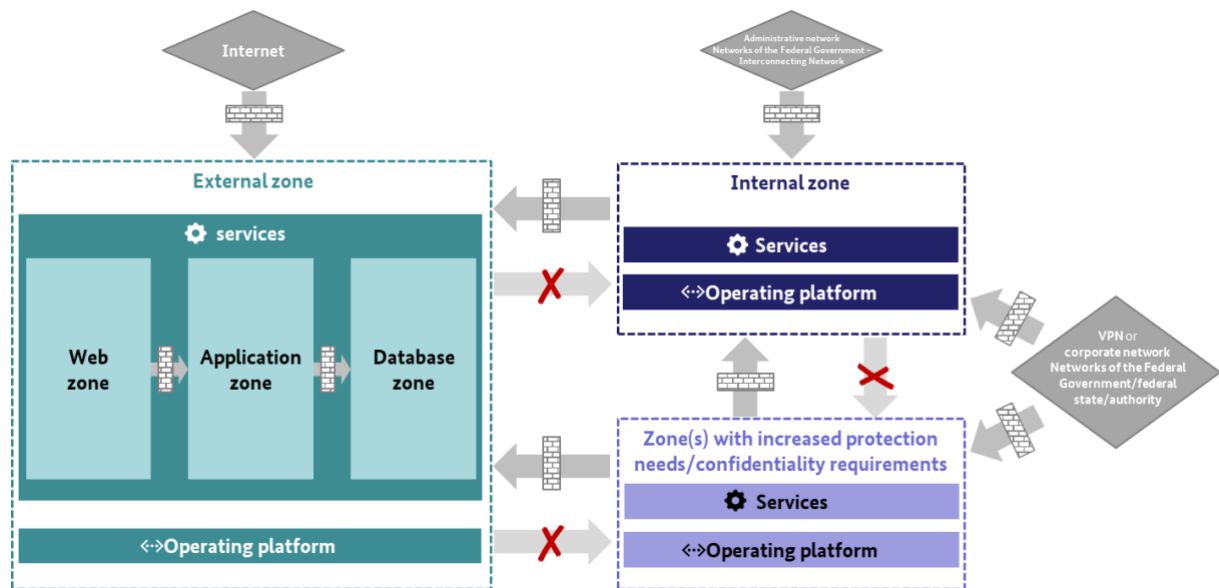 Internet
Administrative network
Networks of the Federal Government –
Interconnecting Network
External zone
services
Web
zone
Application
zone
Database
zone
Operating platform
Internal zone
Services
Operating platform
VPN or
corporate network
Networks of the Federal
Government/federal
state/authority
Zone(s) with increased protection
needs/confidentiality requirements
Services
Operating platform